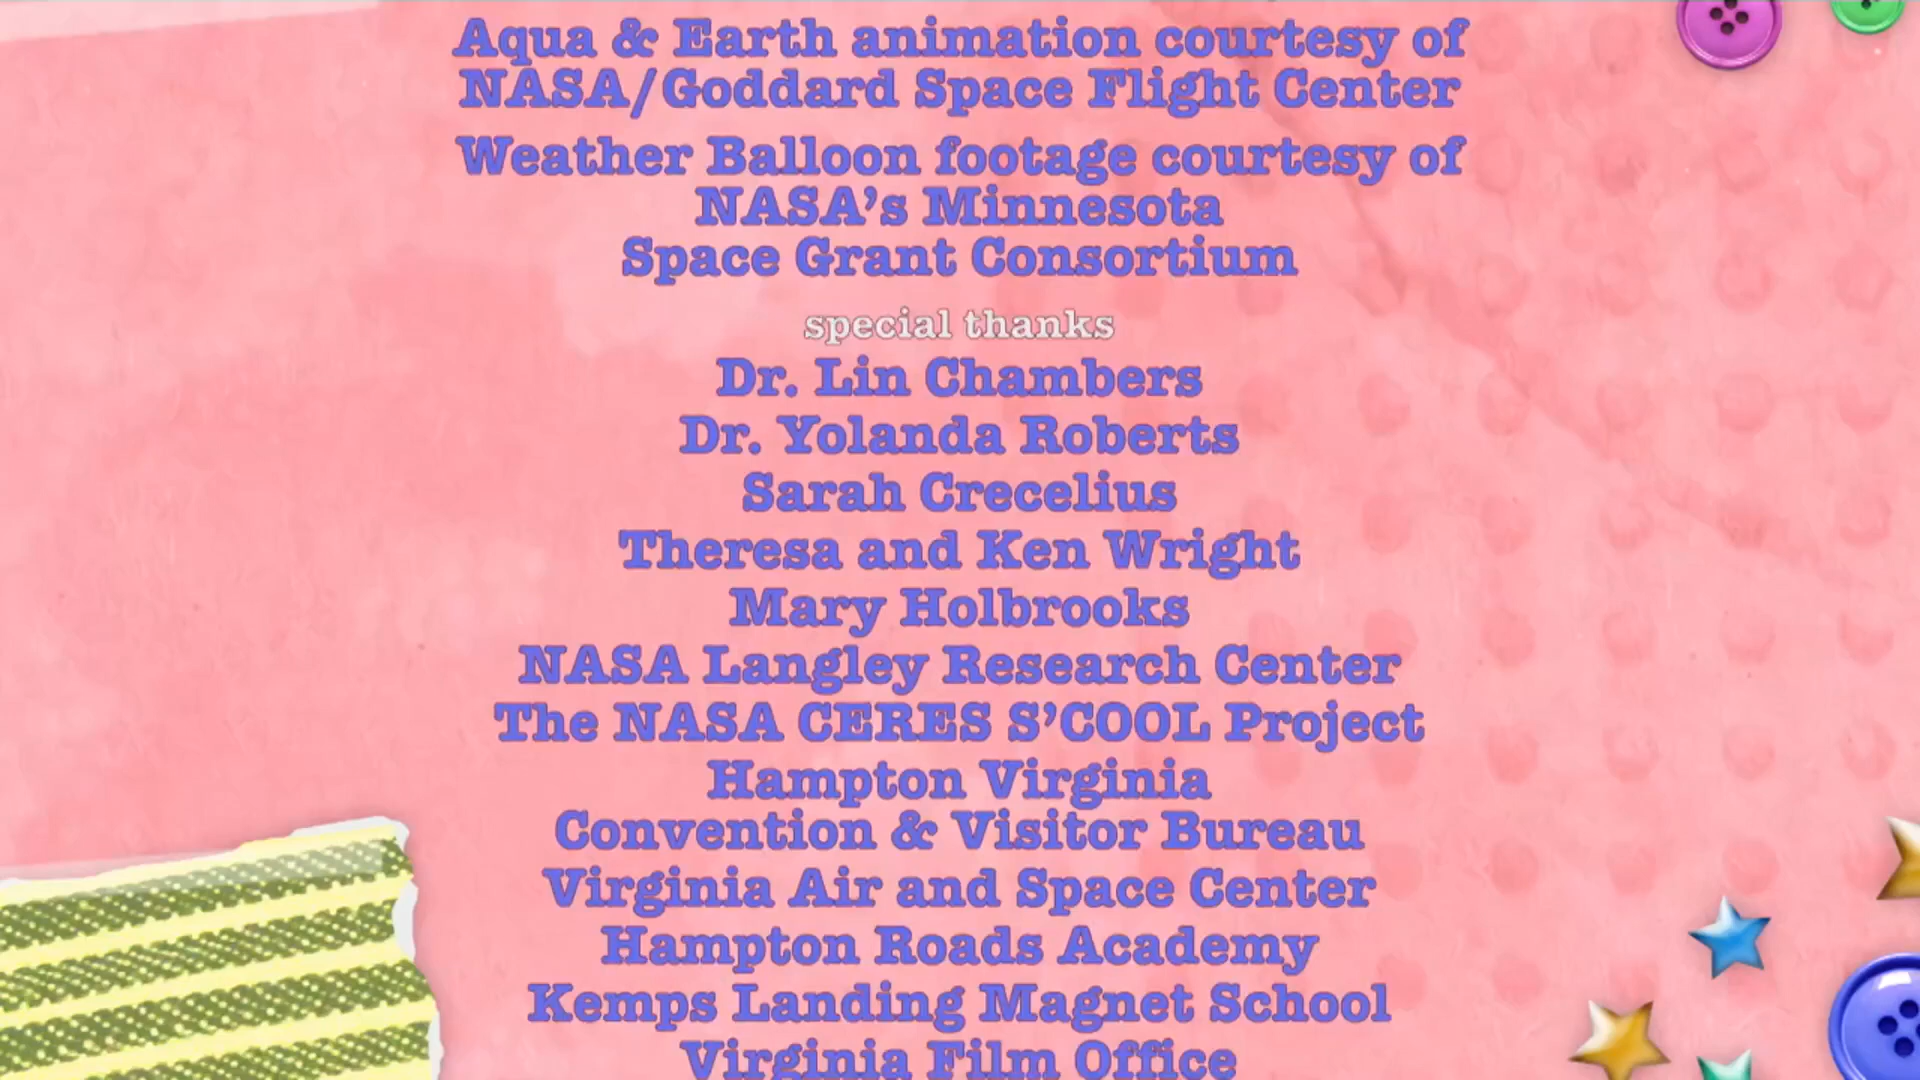 Aqua & Earth animation courtesy of
NASA/Goddard Space Flight Center
Weather Balloon footage courtesy of
NASA's Minnesota
Space Grant Consortium
special thanks
Dr. Lin Chambers
Dr. Yolanda Roberts
Sarah Crecelius
Theresa and Ken Wright
Mary Holbrooks
NASA Langley Research Center
The NASA CERES S'COOL Project
Hampton Virginia
Convention & Visitor Bureau
Virginia Air and Space Center
Hampton Roads Academy
Kemps Landing Magnet School
Virginia Film Office